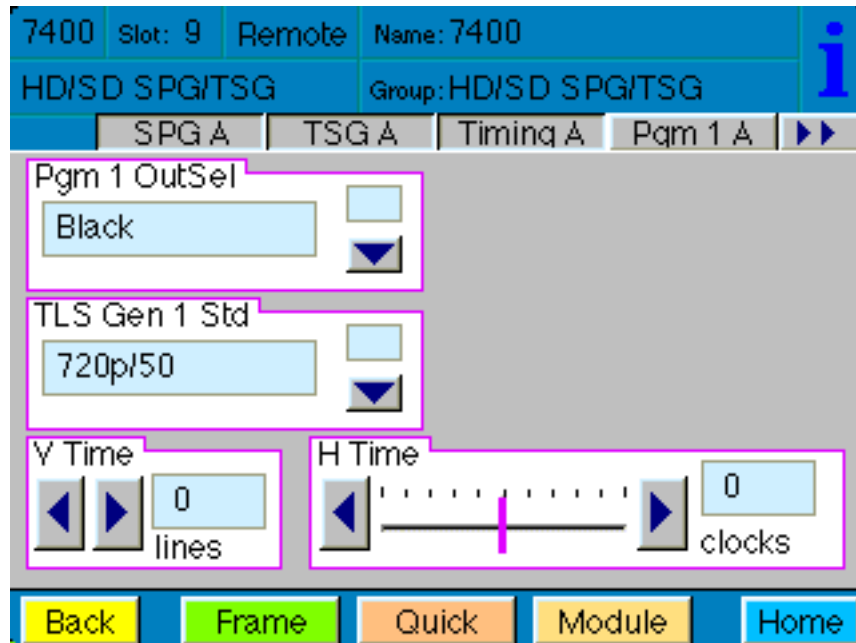 7400 Slot: 9 Remote Name: 7400 i
HD/SD SPG/TSG Group: HD/SD SPG/TSG
SPG A TSG A Timing A Pgm 1 A
Pgm 1 OutSel
Black
TLS Gen 1 Std
720p/50
V Time H Time
0 0
lines clocks
Back Frame Quick Module Home